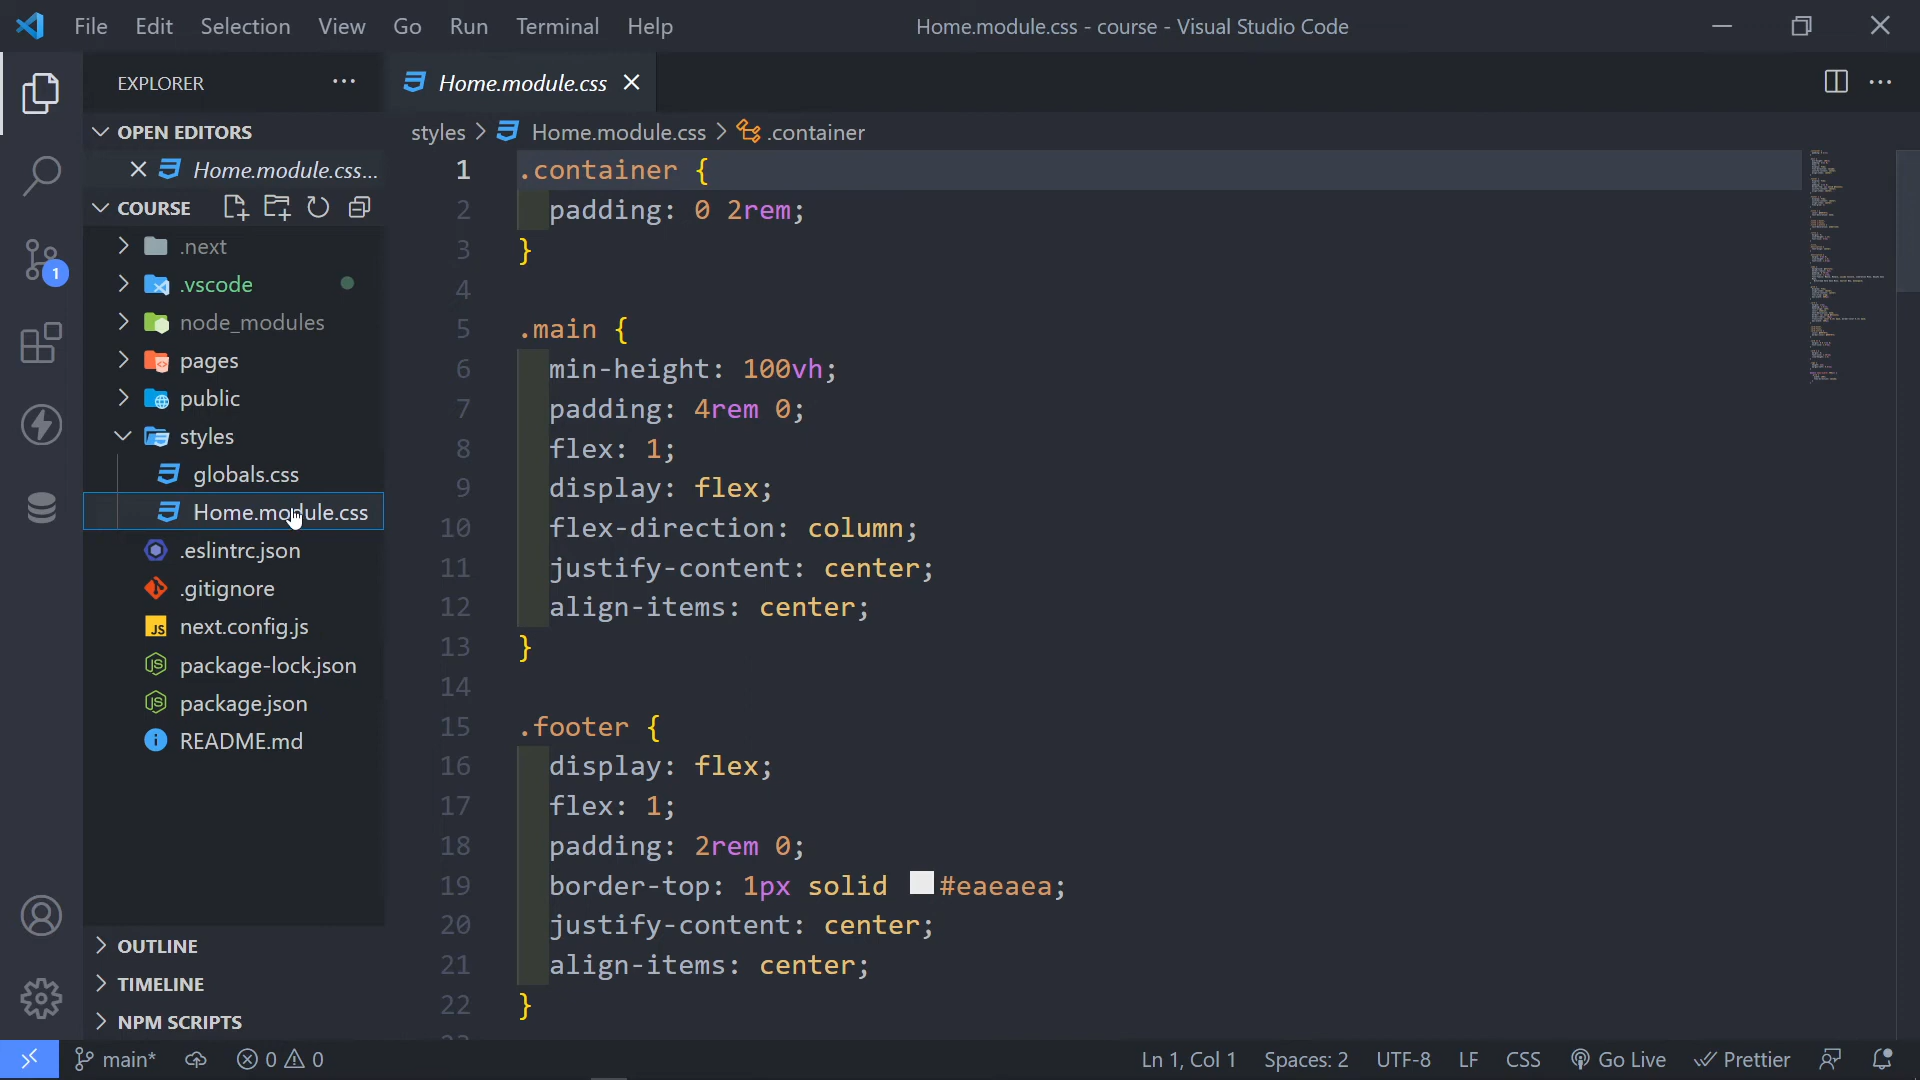 File Edit Selection View Go Run Terminal Help
Home.module.css - course - Visual Studio Code
EXPLORER
Home.module.css
OPEN EDITORS
Home.module.css...
COURSE
.next
.vscode
node_modules
pages
public
styles
globals.css
Home.module.css
.eslintrc.json
.gitignore
next.config.js
package-lock.json
package.json
README.md
OUTLINE
TIMELINE
NPM SCRIPTS
1
styles > Home.module.css > .container
1 .container {
2 padding: 0 2rem;
3 }
4
5 .main {
6 min-height: 100vh;
7 padding: 4rem 0;
8 flex: 1;
9 display: flex;
10 flex-direction: column;
11 justify-content: center;
12 align-items: center;
13 }
14
15 .footer {
16 display: flex;
17 flex: 1;
18 padding: 2rem 0;
19 border-top: 1px solid #eaeaea;
20 justify-content: center;
21 align-items: center;
22 }
main* 0 0 Ln 1, Col 1 Spaces: 2 UTF-8 LF CSS Go Live Prettier